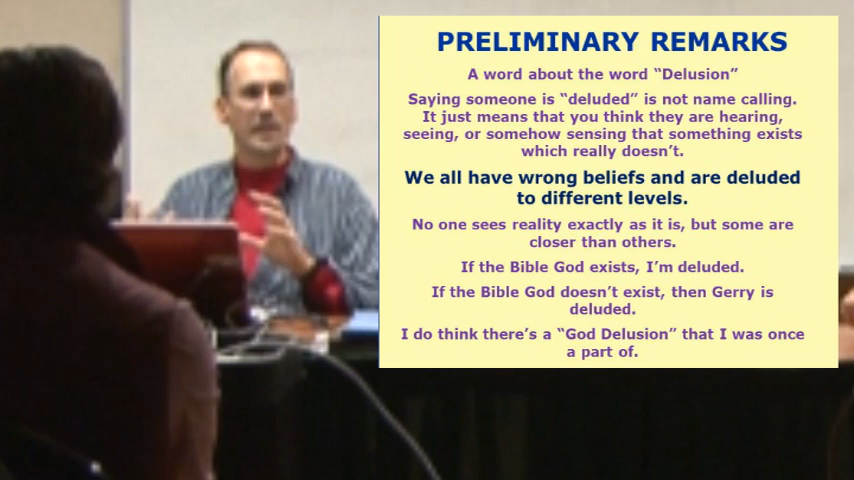 PRELIMINARY REMARKS
A word about the word “Delusion”
Saying someone is “deluded” is not name calling.
It just means that you think they are hearing,
seeing, or somehow sensing that something exists
which really doesn’t.
We all have wrong beliefs and are deluded
to different levels.
No one sees reality exactly as it is, but some are
closer than others.
If the Bible God exists, I’m deluded.
If the Bible God doesn’t exist, then Gerry is
deluded.
I do think there’s a “God Delusion” that I was once
a part of.